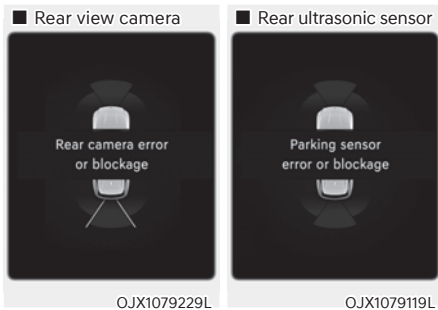 ■ Rear view camera
Rear camera error
or blockage
OJX1079229L
■ Rear ultrasonic sensor
Parking sensor
error or blockage
OJX1079119L